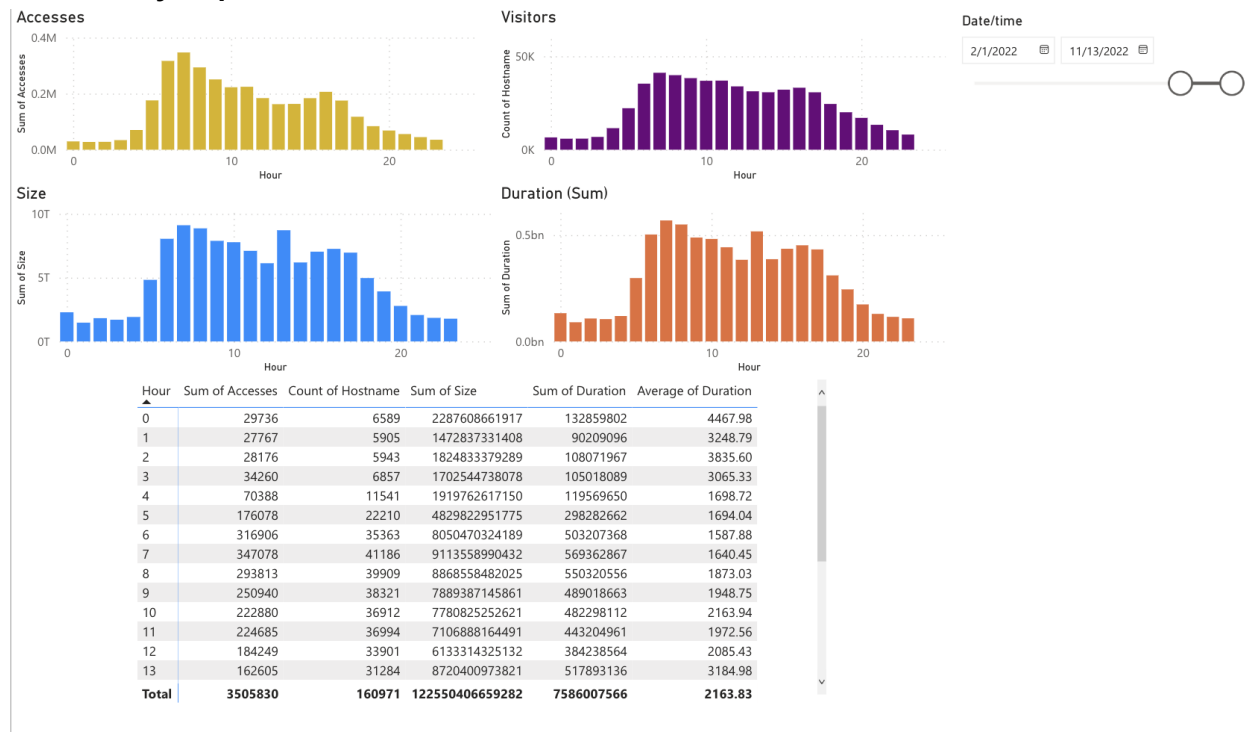 Accesses
0.4M
0.2M
0.0M
Sum of Accesses
0 10 20
Hour
Visitors
50K
0K
Count of Hostname
0 10 20
Hour
Date/time
2/1/2022 11/13/2022
Size
10T
5T
0T
Sum of Size
0 10 20
Hour
Duration (Sum)
0.5bn
0.0bn
Sum of Duration
0 10 20
Hour
Hour Sum of Accesses Count of Hostname Sum of Size Sum of Duration Average of Duration
0 29736 6589 2287608661917 132859802 4467.98
1 27767 5905 1472837331408 90209096 3248.79
2 28176 5943 1824833379289 108071967 3835.60
3 34260 6857 1702544738078 105018089 3065.33
4 70388 11541 1919762617150 119569650 1698.72
5 176078 22210 4829822951775 298282662 1694.04
6 316906 35363 8050470324189 503207368 1587.88
7 347078 41186 9113558990432 569362867 1640.45
8 293813 39909 8868558482025 550320556 1873.03
9 250940 38321 7889387145861 489018663 1948.75
10 222880 36912 7780825252621 482298112 2163.94
11 224685 36994 7106888164491 443204961 1972.56
12 184249 33901 6133314325132 384238564 2085.43
13 162605 31284 8720400973821 517893136 3184.98
Total 3505830 160971 122550406659282 7586007566 2163.83